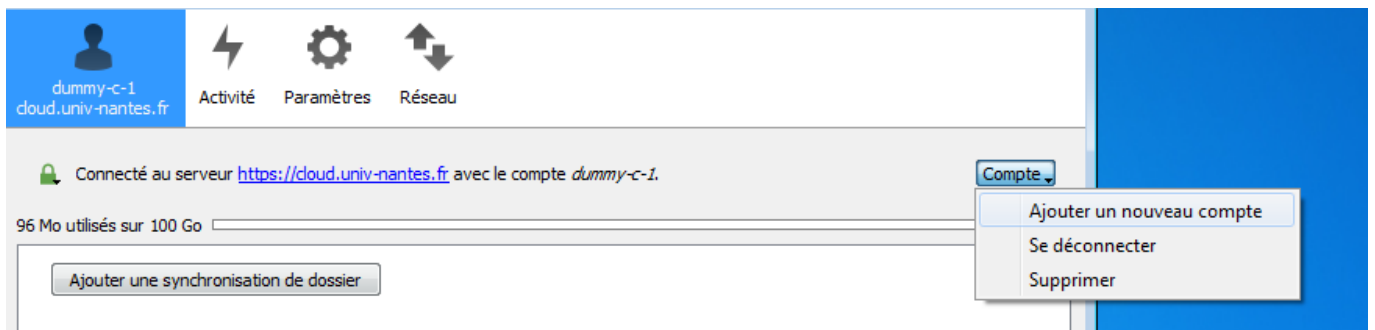 dummy-c-1
cloud.univ-nantes.fr
Activité
Paramètres
Réseau
Connecté au serveur https://cloud.univ-nantes.fr avec le compte dummy-c-1.
Compte
96 Mo utilisés sur 100 Go
Ajouter un nouveau compte
Se déconnecter
Supprimer
Ajouter une synchronisation de dossier